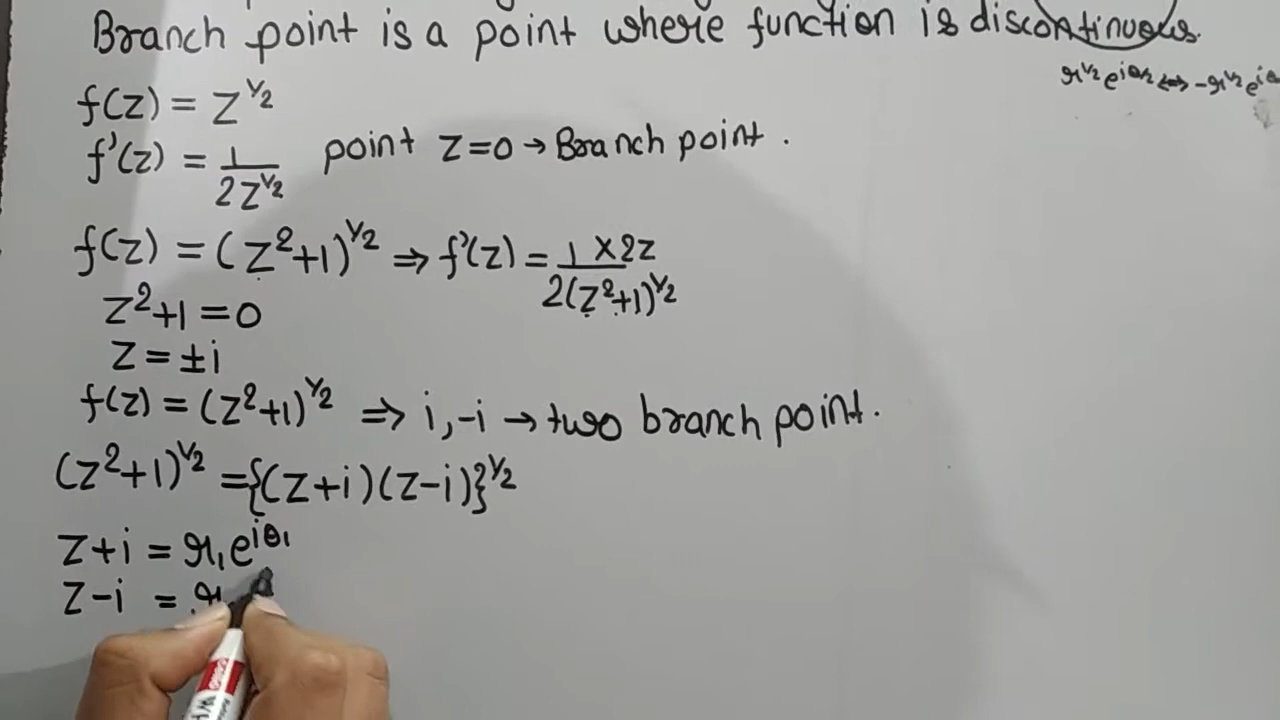 Branch point is a point where function is discontinuous.
r^1/2 e^iθ/2 ⇔ -r^1/2 e^iθ
f(z) = z^1/2
f'(z) = 1/2z^1/2 point z=0 → Branch point.
f(z) = (z²+1)^1/2 ⇒ f'(z) = 1×2z/2(z²+1)^1/2
z²+1 = 0
z = ±i
f(z) = (z²+1)^1/2 ⇒ i, -i → two branch point.
(z²+1)^1/2 = {(z+i)(z-i)}^1/2
z+i = r₁e^iθ₁
z-i = r